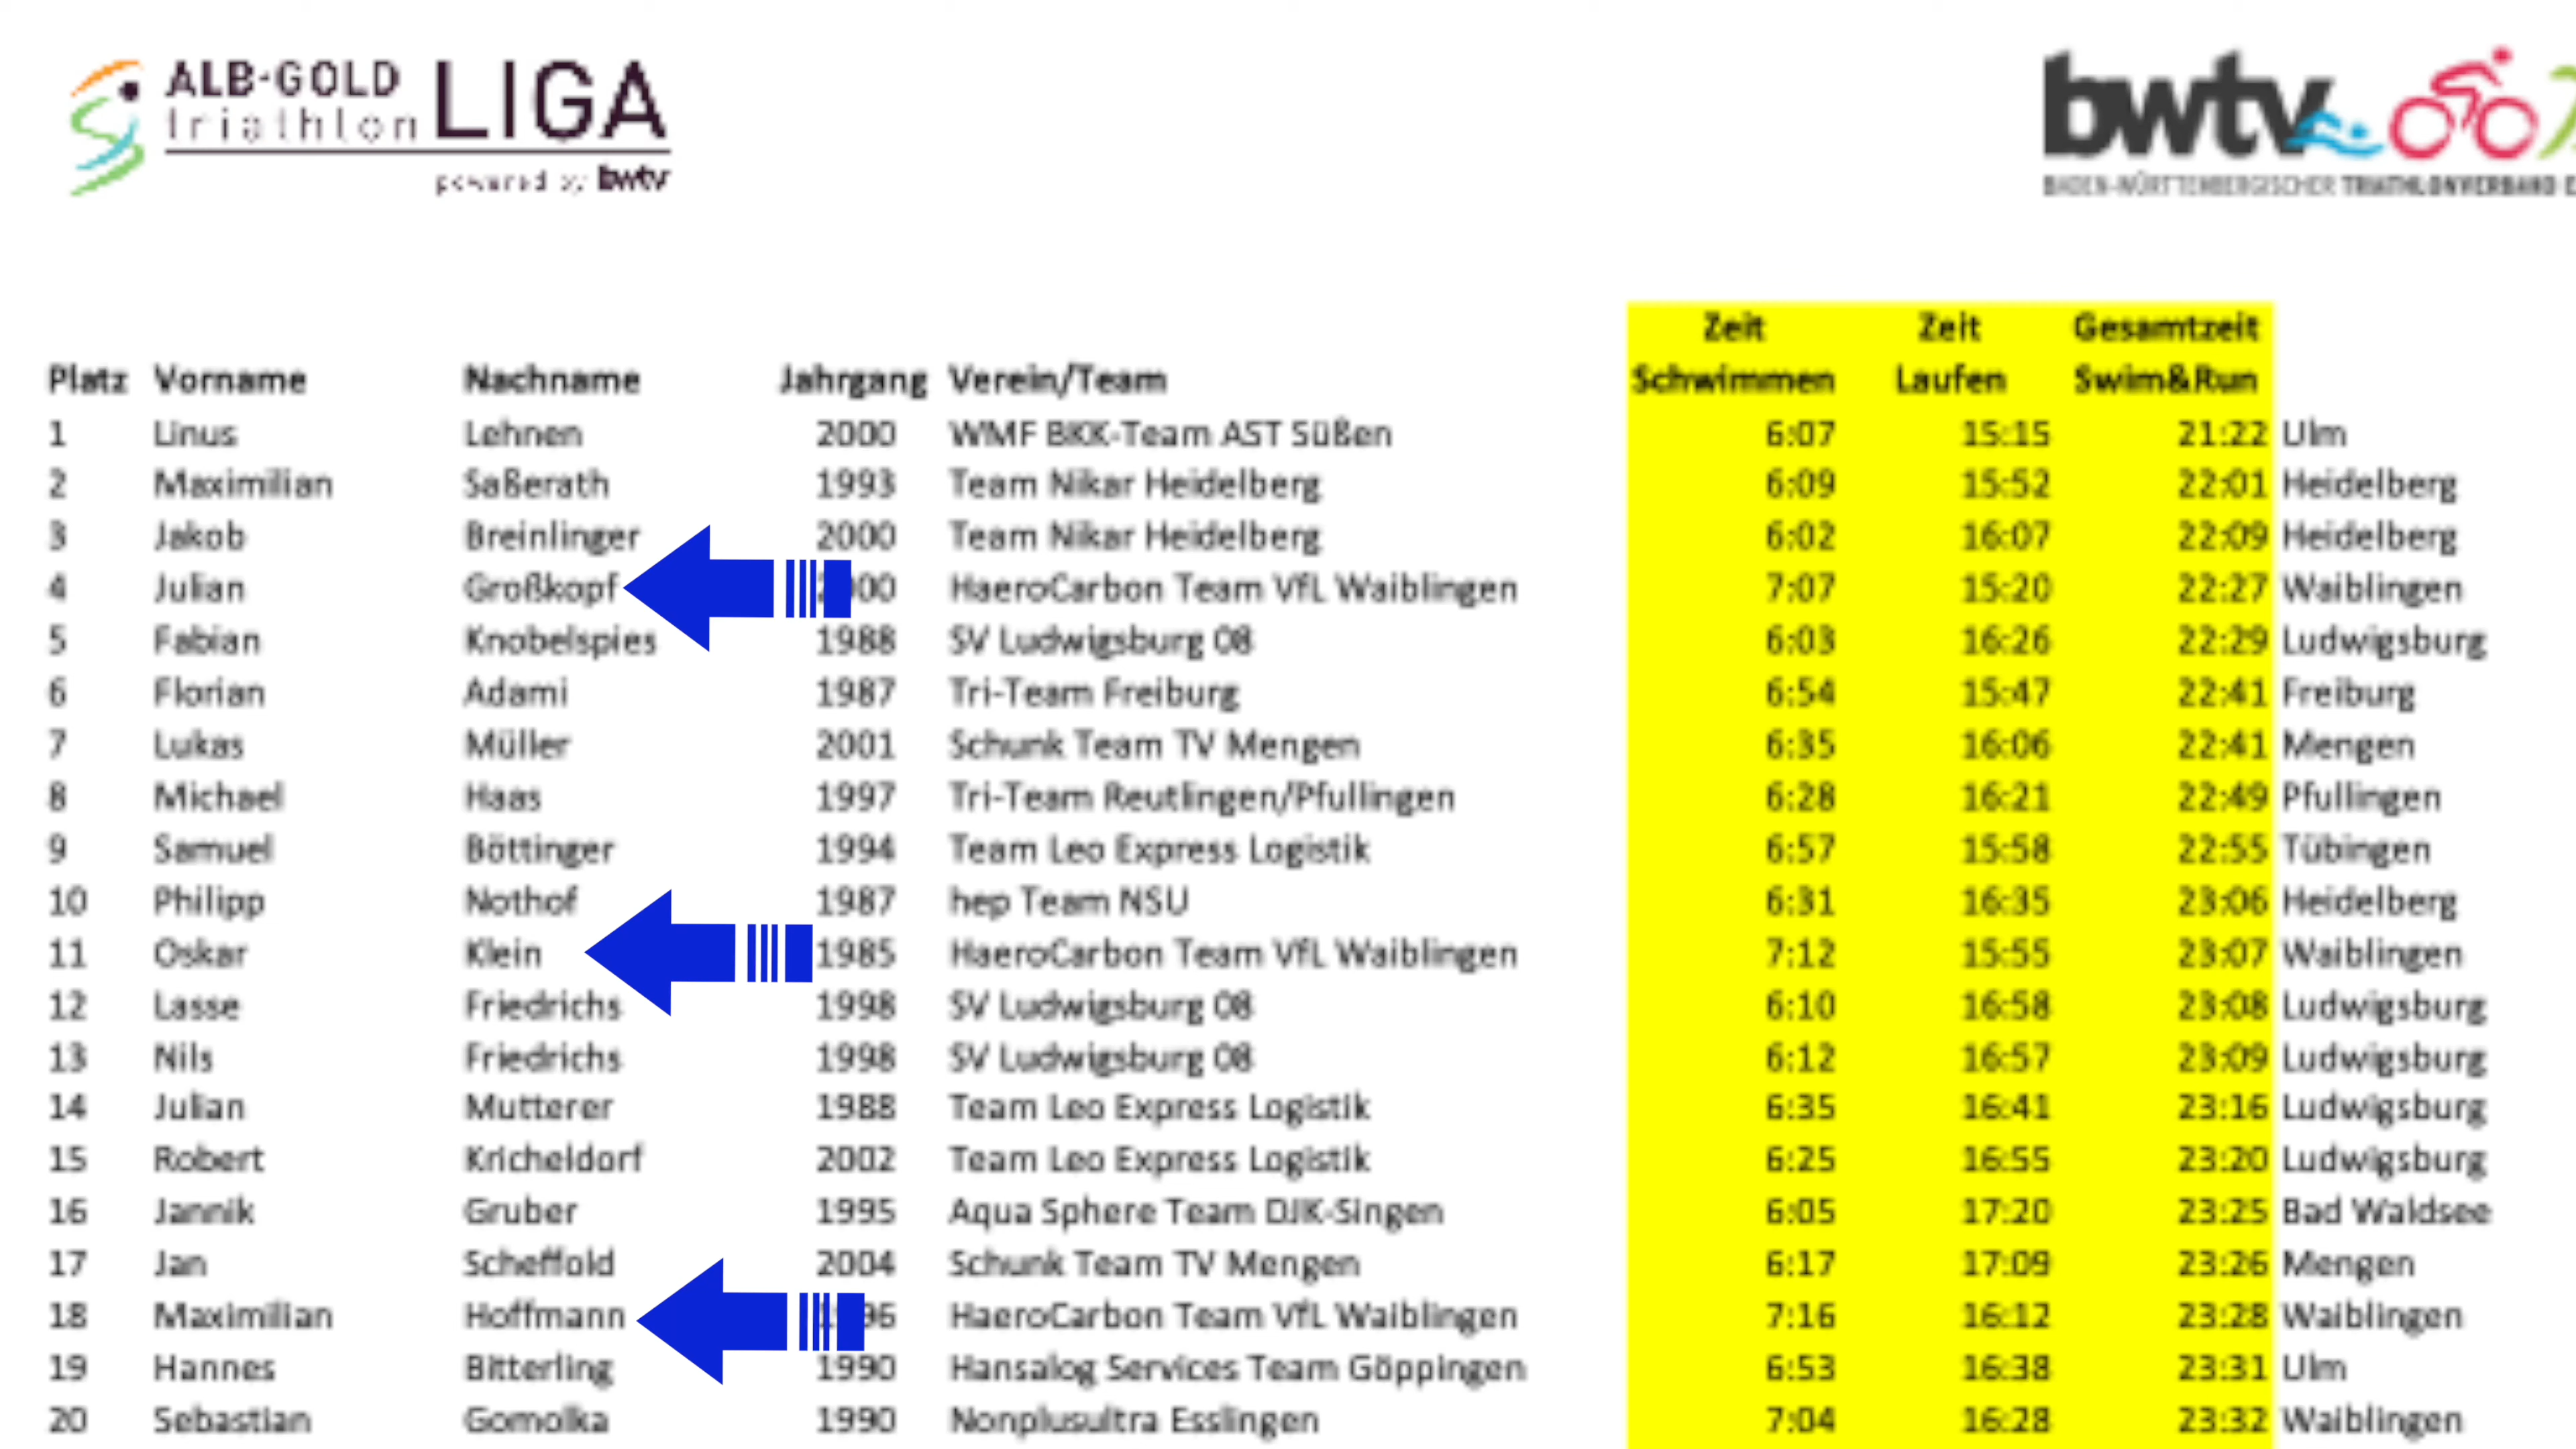 ALB-GOLD
triathlon LIGA
powered by bwtv
bwtv
BADEN-WÜRTTEMBERGISCHER TRIATHLONVERBAND
Zeit Zeit Gesamtzeit
Platz Vorname Nachname Jahrgang Verein/Team Schwimmen Laufen Swim&Run
1 Linus Lehnen 2000 WMF BKK-Team AST Süßen 6:07 15:15 21:22 Ulm
2 Maximilian Saßerath 1993 Team Nikar Heidelberg 6:09 15:52 22:01 Heidelberg
3 Jakob Breinlinger 2000 Team Nikar Heidelberg 6:02 16:07 22:09 Heidelberg
4 Julian Großkopf HaeroCarbon Team VfL Waiblingen 7:07 15:20 22:27 Waiblingen
5 Fabian Knobelspies 1988 SV Ludwigsburg 08 6:03 16:26 22:29 Ludwigsburg
6 Florian Adami 1987 Tri-Team Freiburg 6:54 15:47 22:41 Freiburg
7 Lukas Müller 2001 Schunk Team TV Mengen 6:35 16:06 22:41 Mengen
8 Michael Haas 1997 Tri-Team Reutlingen/Pfullingen 6:28 16:21 22:49 Pfullingen
9 Samuel Böttinger 1994 Team Leo Express Logistik 6:57 15:58 22:55 Tübingen
10 Philipp Nothof 1987 hep Team NSU 6:31 16:35 23:06 Heidelberg
11 Oskar Klein 1985 HaeroCarbon Team VfL Waiblingen 7:12 15:55 23:07 Waiblingen
12 Lasse Friedrichs 1998 SV Ludwigsburg 08 6:10 16:58 23:08 Ludwigsburg
13 Nils Friedrichs 1998 SV Ludwigsburg 08 6:12 16:57 23:09 Ludwigsburg
14 Julian Mutterer 1988 Team Leo Express Logistik 6:35 16:41 23:16 Ludwigsburg
15 Robert Kricheldorf 2002 Team Leo Express Logistik 6:25 16:55 23:20 Ludwigsburg
16 Jannik Gruber 1995 Aqua Sphere Team DJK-Singen 6:05 17:20 23:25 Bad Waldsee
17 Jan Scheffold 2004 Schunk Team TV Mengen 6:17 17:09 23:26 Mengen
18 Maximilian Hoffmann HaeroCarbon Team VfL Waiblingen 7:16 16:12 23:28 Waiblingen
19 Hannes Bitterling 1990 Hansalog Services Team Göppingen 6:53 16:38 23:31 Ulm
20 Sebastian Gomolka 1990 Nonplusultra Esslingen 7:04 16:28 23:32 Waiblingen